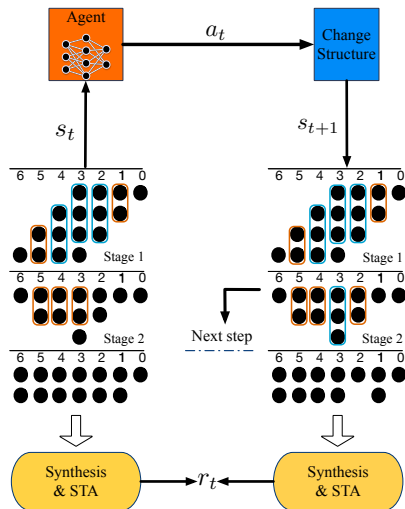 Agent
a_t
Change
Structure
s_t
s_{t+1}
6 5 4 3 2 1 0
6 5 4 3 2 1 0
Stage 1
Stage 1
6 5 4 3 2 1 0
6 5 4 3 2 1 0
Stage 2
Next step
Stage 2
6 5 4 3 2 1 0
6 5 4 3 2 1 0
Synthesis
& STA
r_t
Synthesis
& STA